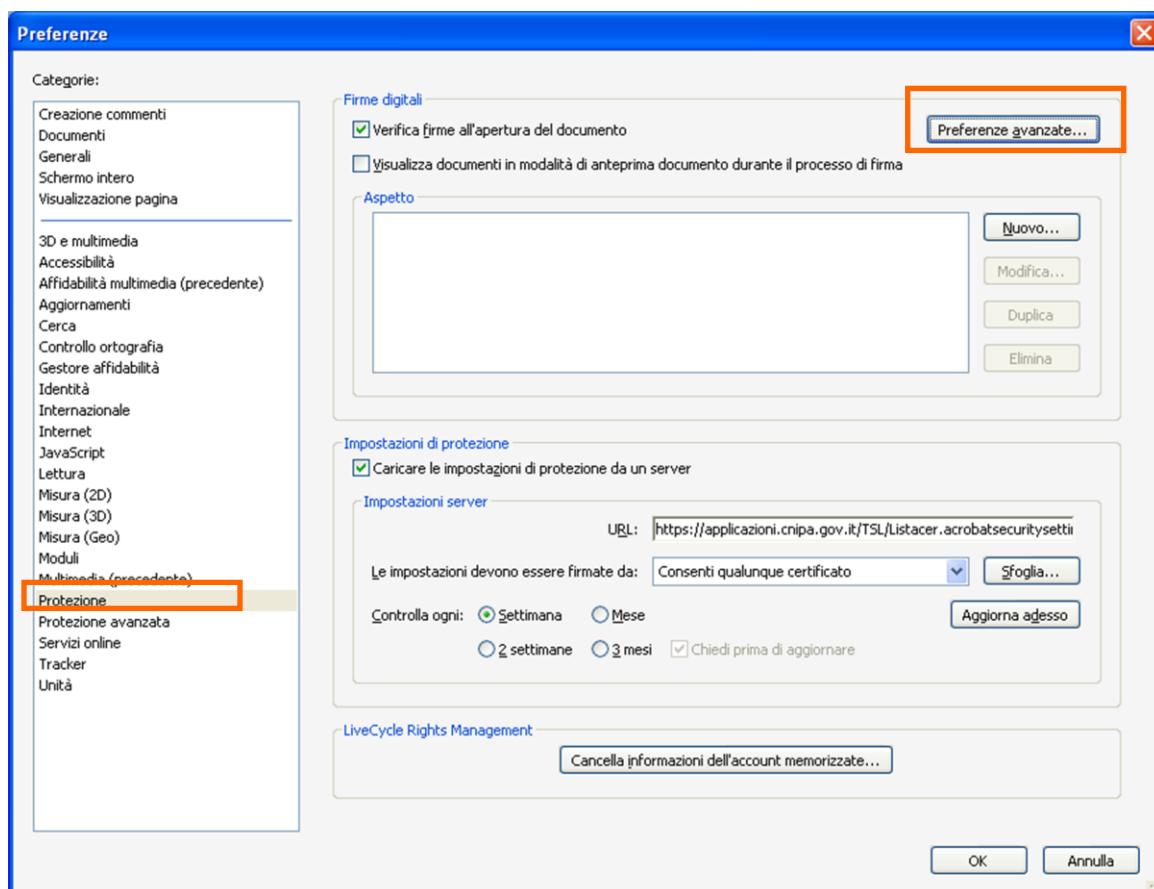 Preferenze
Categorie:
Creazione commenti
Documenti
Generali
Schermo intero
Visualizzazione pagina
3D e multimedia
Accessibilità
Affidabilità multimedia (precedente)
Aggiornamenti
Cerca
Controllo ortografia
Gestore affidabilità
Identità
Internazionale
Internet
JavaScript
Lettura
Misura (2D)
Misura (3D)
Misura (Geo)
Moduli
Multimedia (precedente)
Protezione
Protezione avanzata
Servizi online
Tracker
Unità
Firme digitali
Verifica firme all'apertura del documento
Preferenze avanzate...
Visualizza documenti in modalità di anteprima documento durante il processo di firma
Aspetto
Nuovo...
Modifica...
Duplica
Elimina
Impostazioni di protezione
Caricare le impostazioni di protezione da un server
Impostazioni server
URL: https://applicazioni.cnipa.gov.it/TSL/Listacer.acrobatsecuritysettin
Le impostazioni devono essere firmate da: Consenti qualunque certificato Sfoglia...
Controlla ogni: Settimana Mese Aggiorna adesso
2 settimane 3 mesi Chiedi prima di aggiornare
LiveCycle Rights Management
Cancella informazioni dell'account memorizzate...
OK Annulla